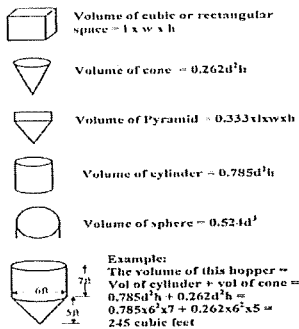 Volume of cubic or rectangular
space = l x w x h
Volume of cone = 0.262d²h
Volume of Pyramid = 0.333xlxwxh
Volume of cylinder = 0.785d²h
Volume of sphere = 0.524d³
Example:
The volume of this hopper =
Vol of cylinder + vol of cone =
0.785d²h + 0.262d²h =
0.785x6²x7 + 0.262x6²x5 =
245 cubic feet
6ft
7ft
5ft